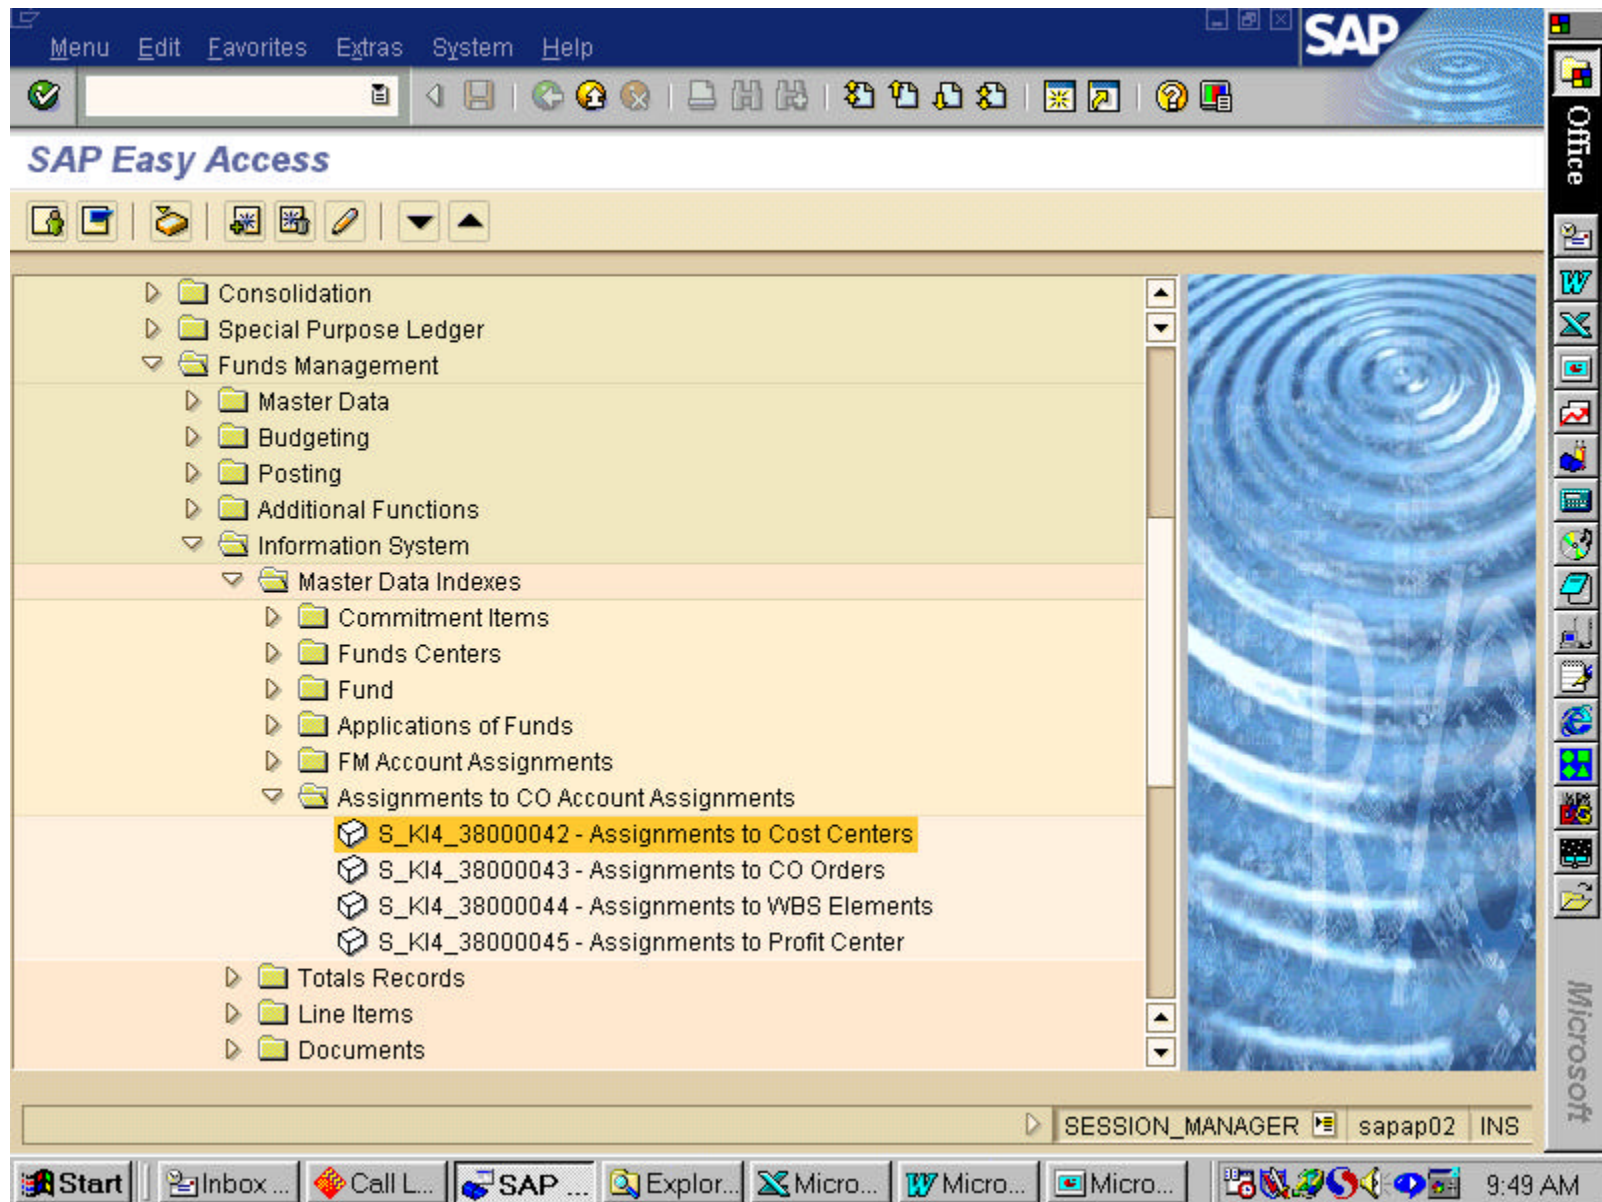 Menu Edit Favorites Extras System Help
SAP
SAP Easy Access
Consolidation
Special Purpose Ledger
Funds Management
Master Data
Budgeting
Posting
Additional Functions
Information System
Master Data Indexes
Commitment Items
Funds Centers
Fund
Applications of Funds
FM Account Assignments
Assignments to CO Account Assignments
S_KI4_38000042 - Assignments to Cost Centers
S_KI4_38000043 - Assignments to CO Orders
S_KI4_38000044 - Assignments to WBS Elements
S_KI4_38000045 - Assignments to Profit Center
Totals Records
Line Items
Documents
SESSION_MANAGER sapap02 INS
Office
Microsoft
Start Inbox ... Call L... SAP ... Explor... Micro... Micro... Micro... 9:49 AM